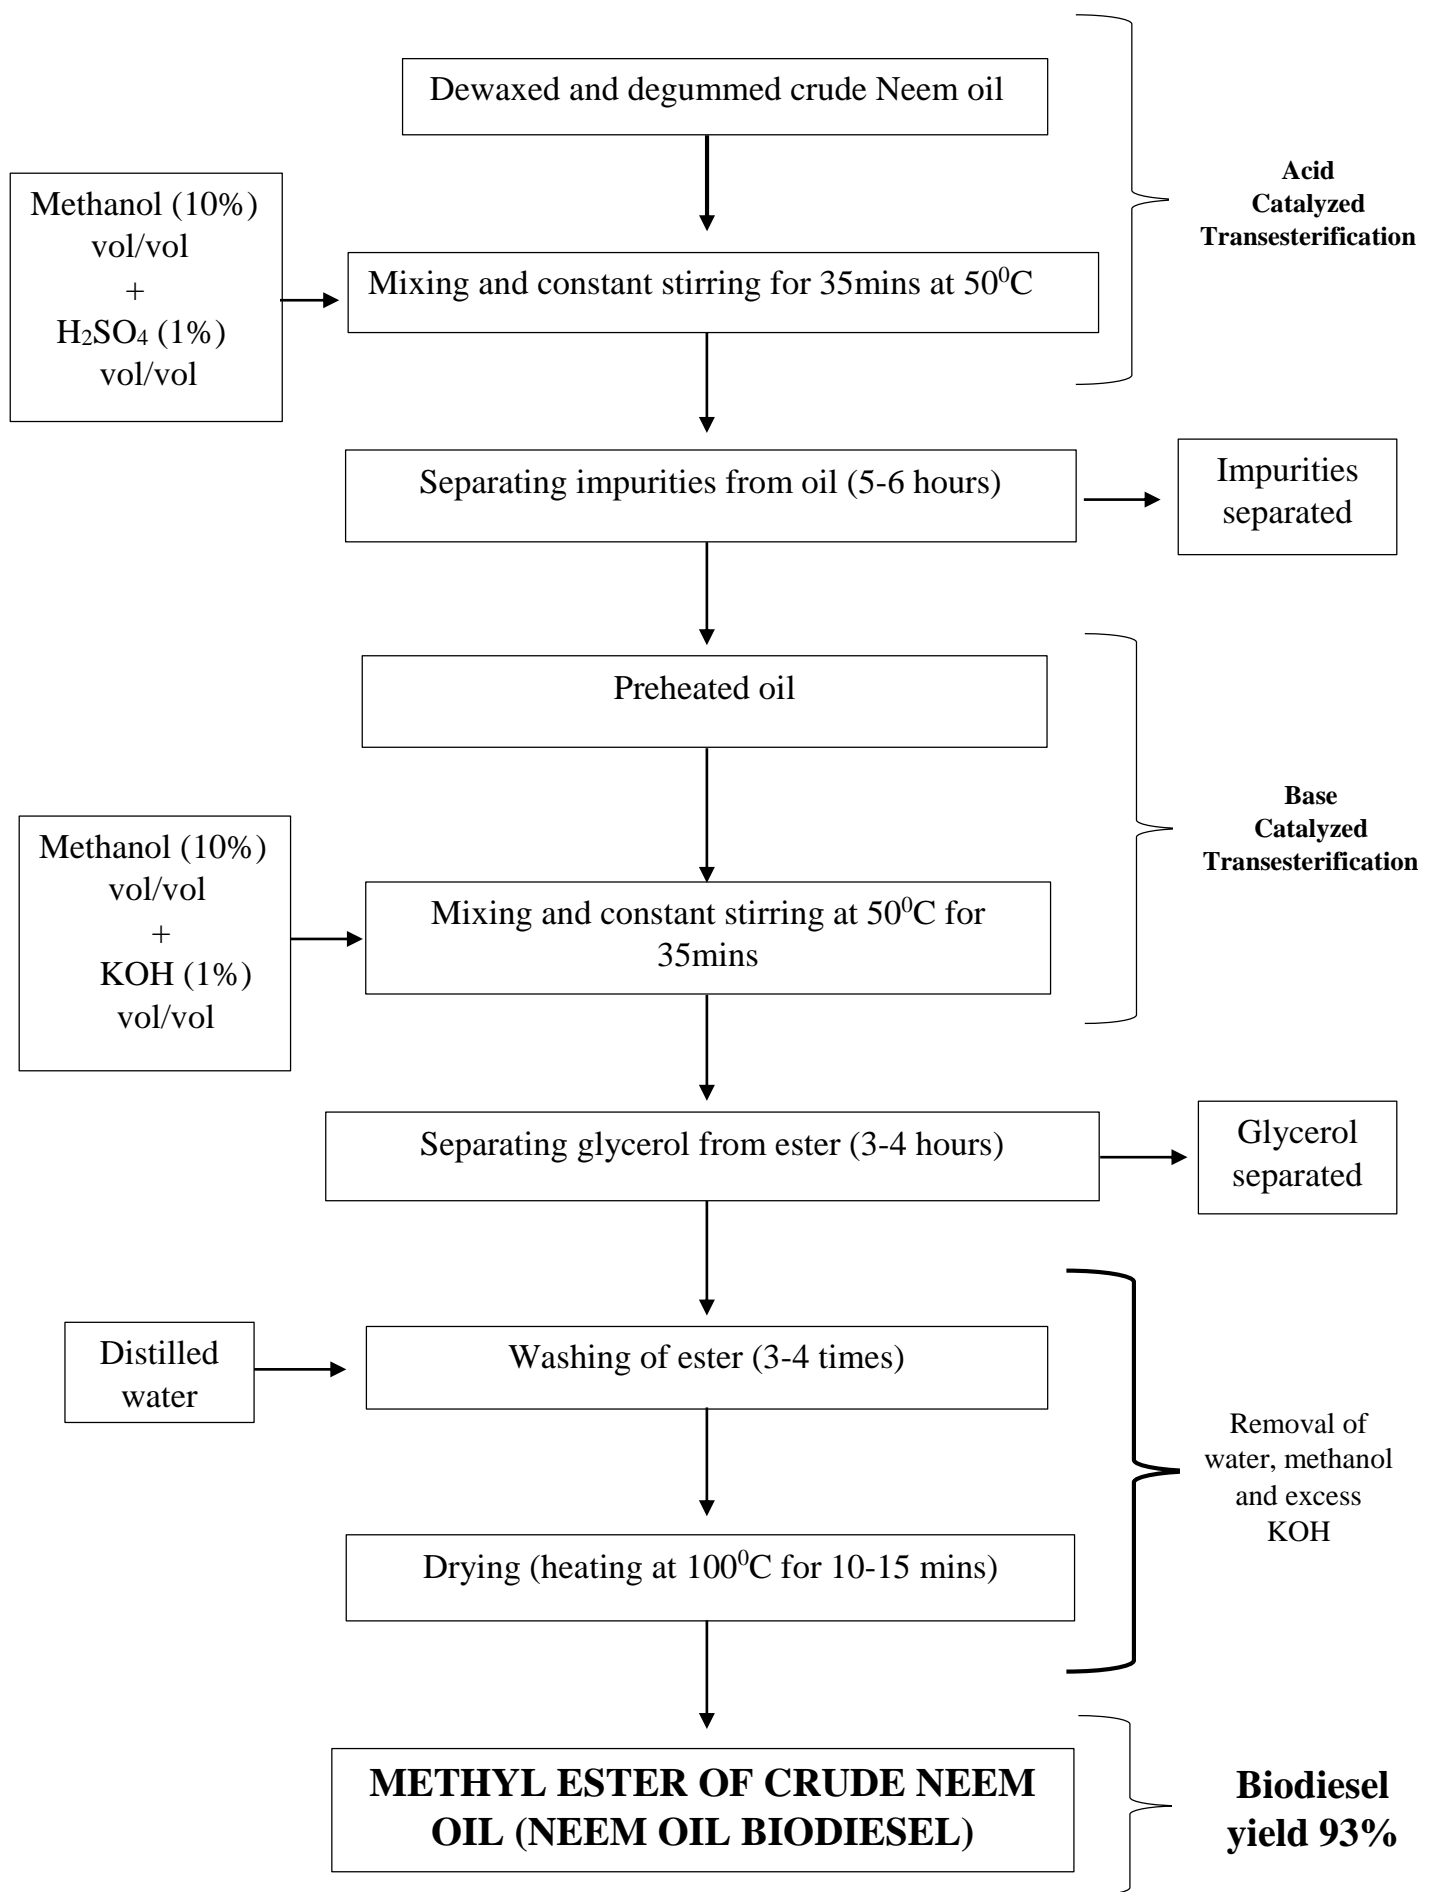 Dewaxed and degummed crude Neem oil
Acid
Catalyzed
Transesterification
Methanol (10%)
vol/vol
+
H₂SO₄ (1%)
vol/vol
Mixing and constant stirring for 35mins at 50⁰C
Separating impurities from oil (5-6 hours)
Impurities
separated
Preheated oil
Base
Catalyzed
Transesterification
Methanol (10%)
vol/vol
+
KOH (1%)
vol/vol
Mixing and constant stirring at 50⁰C for
35mins
Separating glycerol from ester (3-4 hours)
Glycerol
separated
Distilled
water
Washing of ester (3-4 times)
Removal of
water, methanol
and excess
KOH
Drying (heating at 100⁰C for 10-15 mins)
METHYL ESTER OF CRUDE NEEM
OIL (NEEM OIL BIODIESEL)
Biodiesel
yield 93%